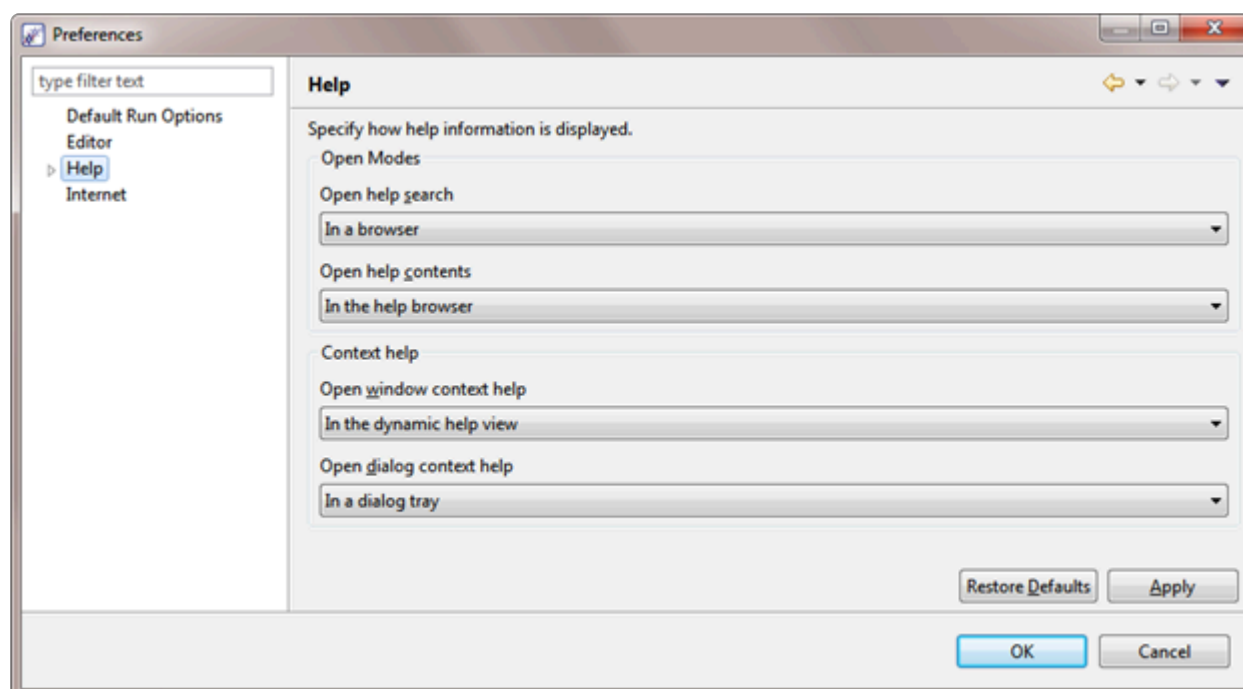 Preferences
type filter text
Default Run Options
Editor
Help
Internet
Help
Specify how help information is displayed.
Open Modes
Open help search
In a browser
Open help contents
In the help browser
Context help
Open window context help
In the dynamic help view
Open dialog context help
In a dialog tray
Restore Defaults
Apply
OK
Cancel